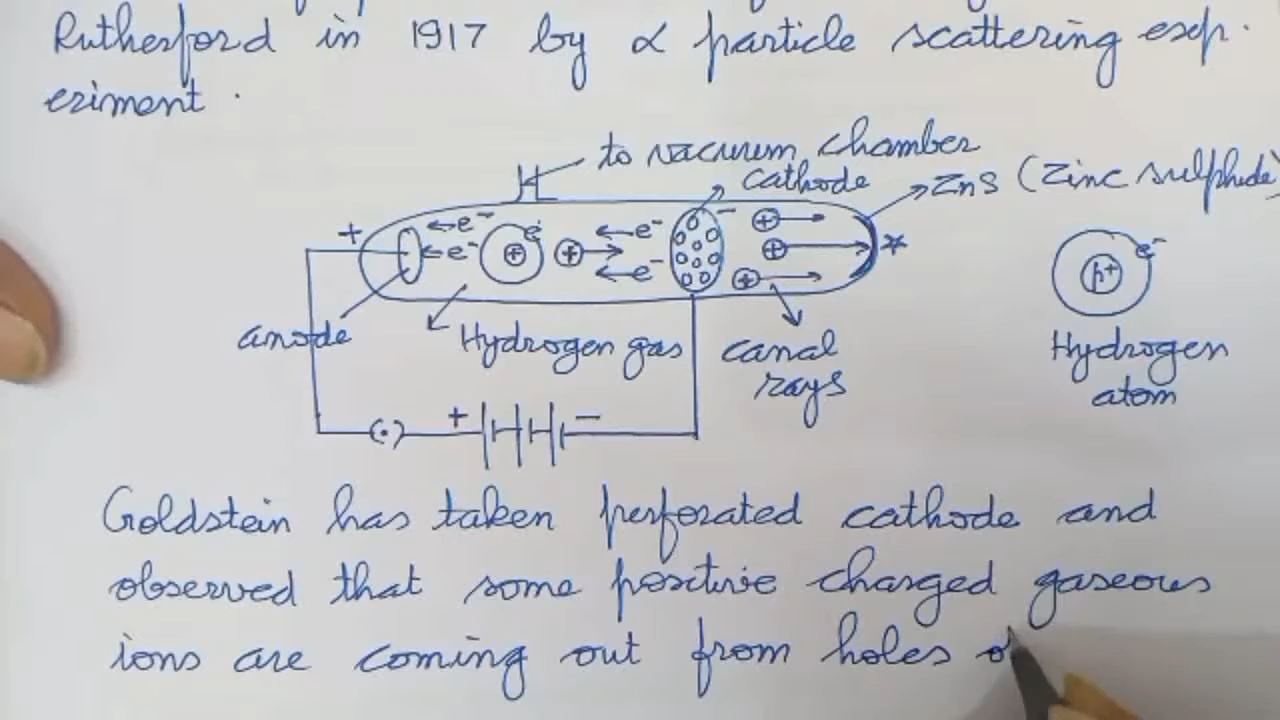 Rutherford in 1917 by α particle scattering exp.
eriment.
to vacuum chamber
cathode
ZnS (Zinc sulphide)
+ ← e⁻ e⁻ ← e⁻ −
← e⁻ + + ← e⁻ + + +
e⁻
p⁺
anode
Hydrogen gas
canal
rays
Hydrogen
atom
(·) + −
Goldstein has taken perforated cathode and
observed that some positive charged gaseous
ions are coming out from holes o